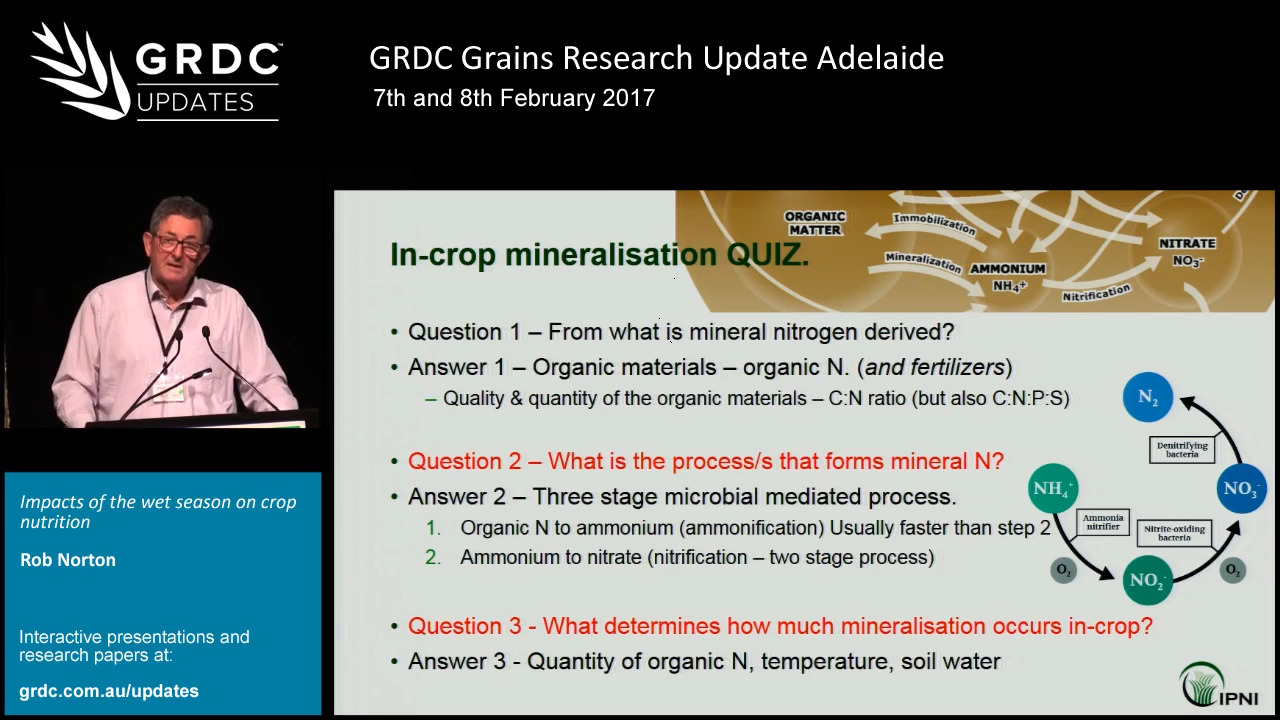 GRDC™
UPDATES
GRDC Grains Research Update Adelaide
7th and 8th February 2017
ORGANIC
MATTER
Immobilization
Mineralization
AMMONIUM
NH₄⁺
Nitrification
NITRATE
NO₃⁻
In-crop mineralisation QUIZ.
• Question 1 – From what is mineral nitrogen derived?
• Answer 1 – Organic materials – organic N. (and fertilizers)
– Quality & quantity of the organic materials – C:N ratio (but also C:N:P:S)
• Question 2 – What is the process/s that forms mineral N?
• Answer 2 – Three stage microbial mediated process.
1. Organic N to ammonium (ammonification) Usually faster than step 2
2. Ammonium to nitrate (nitrification – two stage process)
• Question 3 - What determines how much mineralisation occurs in-crop?
• Answer 3 - Quantity of organic N, temperature, soil water
N₂
Denitrifying
bacteria
NH₄⁺
NO₃⁻
Ammonia
nitrifier
Nitrite-oxiding
bacteria
O₂
NO₂⁻
O₂
IPNI
Impacts of the wet season on crop
nutrition
Rob Norton
Interactive presentations and
research papers at:
grdc.com.au/updates